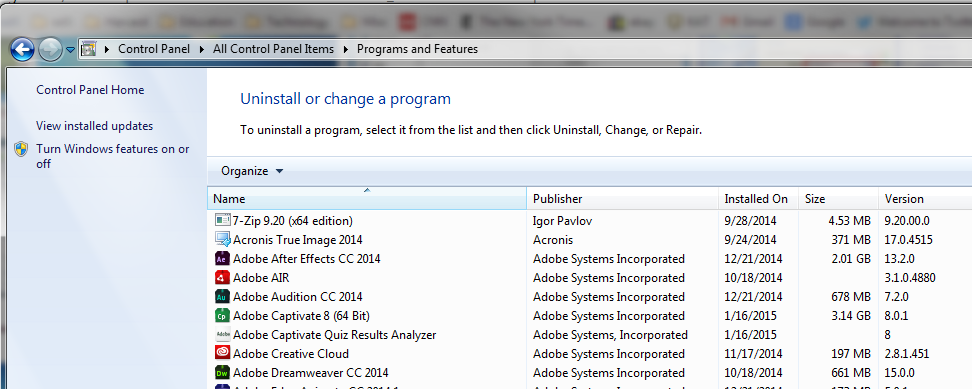 The New York Times
Gmail
Google
Control Panel All Control Panel Items Programs and Features
Control Panel Home
View installed updates
Turn Windows features on or
off
Uninstall or change a program
To uninstall a program, select it from the list and then click Uninstall, Change, or Repair.
Organize
Name Publisher Installed On Size Version
7-Zip 9.20 (x64 edition) Igor Pavlov 9/28/2014 4.53 MB 9.20.00.0
Acronis True Image 2014 Acronis 9/24/2014 371 MB 17.0.4515
Adobe After Effects CC 2014 Adobe Systems Incorporated 12/21/2014 2.01 GB 13.2.0
Adobe AIR Adobe Systems Incorporated 10/18/2014 3.1.0.4880
Adobe Audition CC 2014 Adobe Systems Incorporated 12/21/2014 678 MB 7.2.0
Adobe Captivate 8 (64 Bit) Adobe Systems Incorporated 1/16/2015 3.14 GB 8.0.1
Adobe Captivate Quiz Results Analyzer Adobe Systems, Incorporated 1/16/2015 8
Adobe Creative Cloud Adobe Systems Incorporated 11/17/2014 197 MB 2.8.1.451
Adobe Dreamweaver CC 2014 Adobe Systems Incorporated 10/18/2014 661 MB 15.0.0